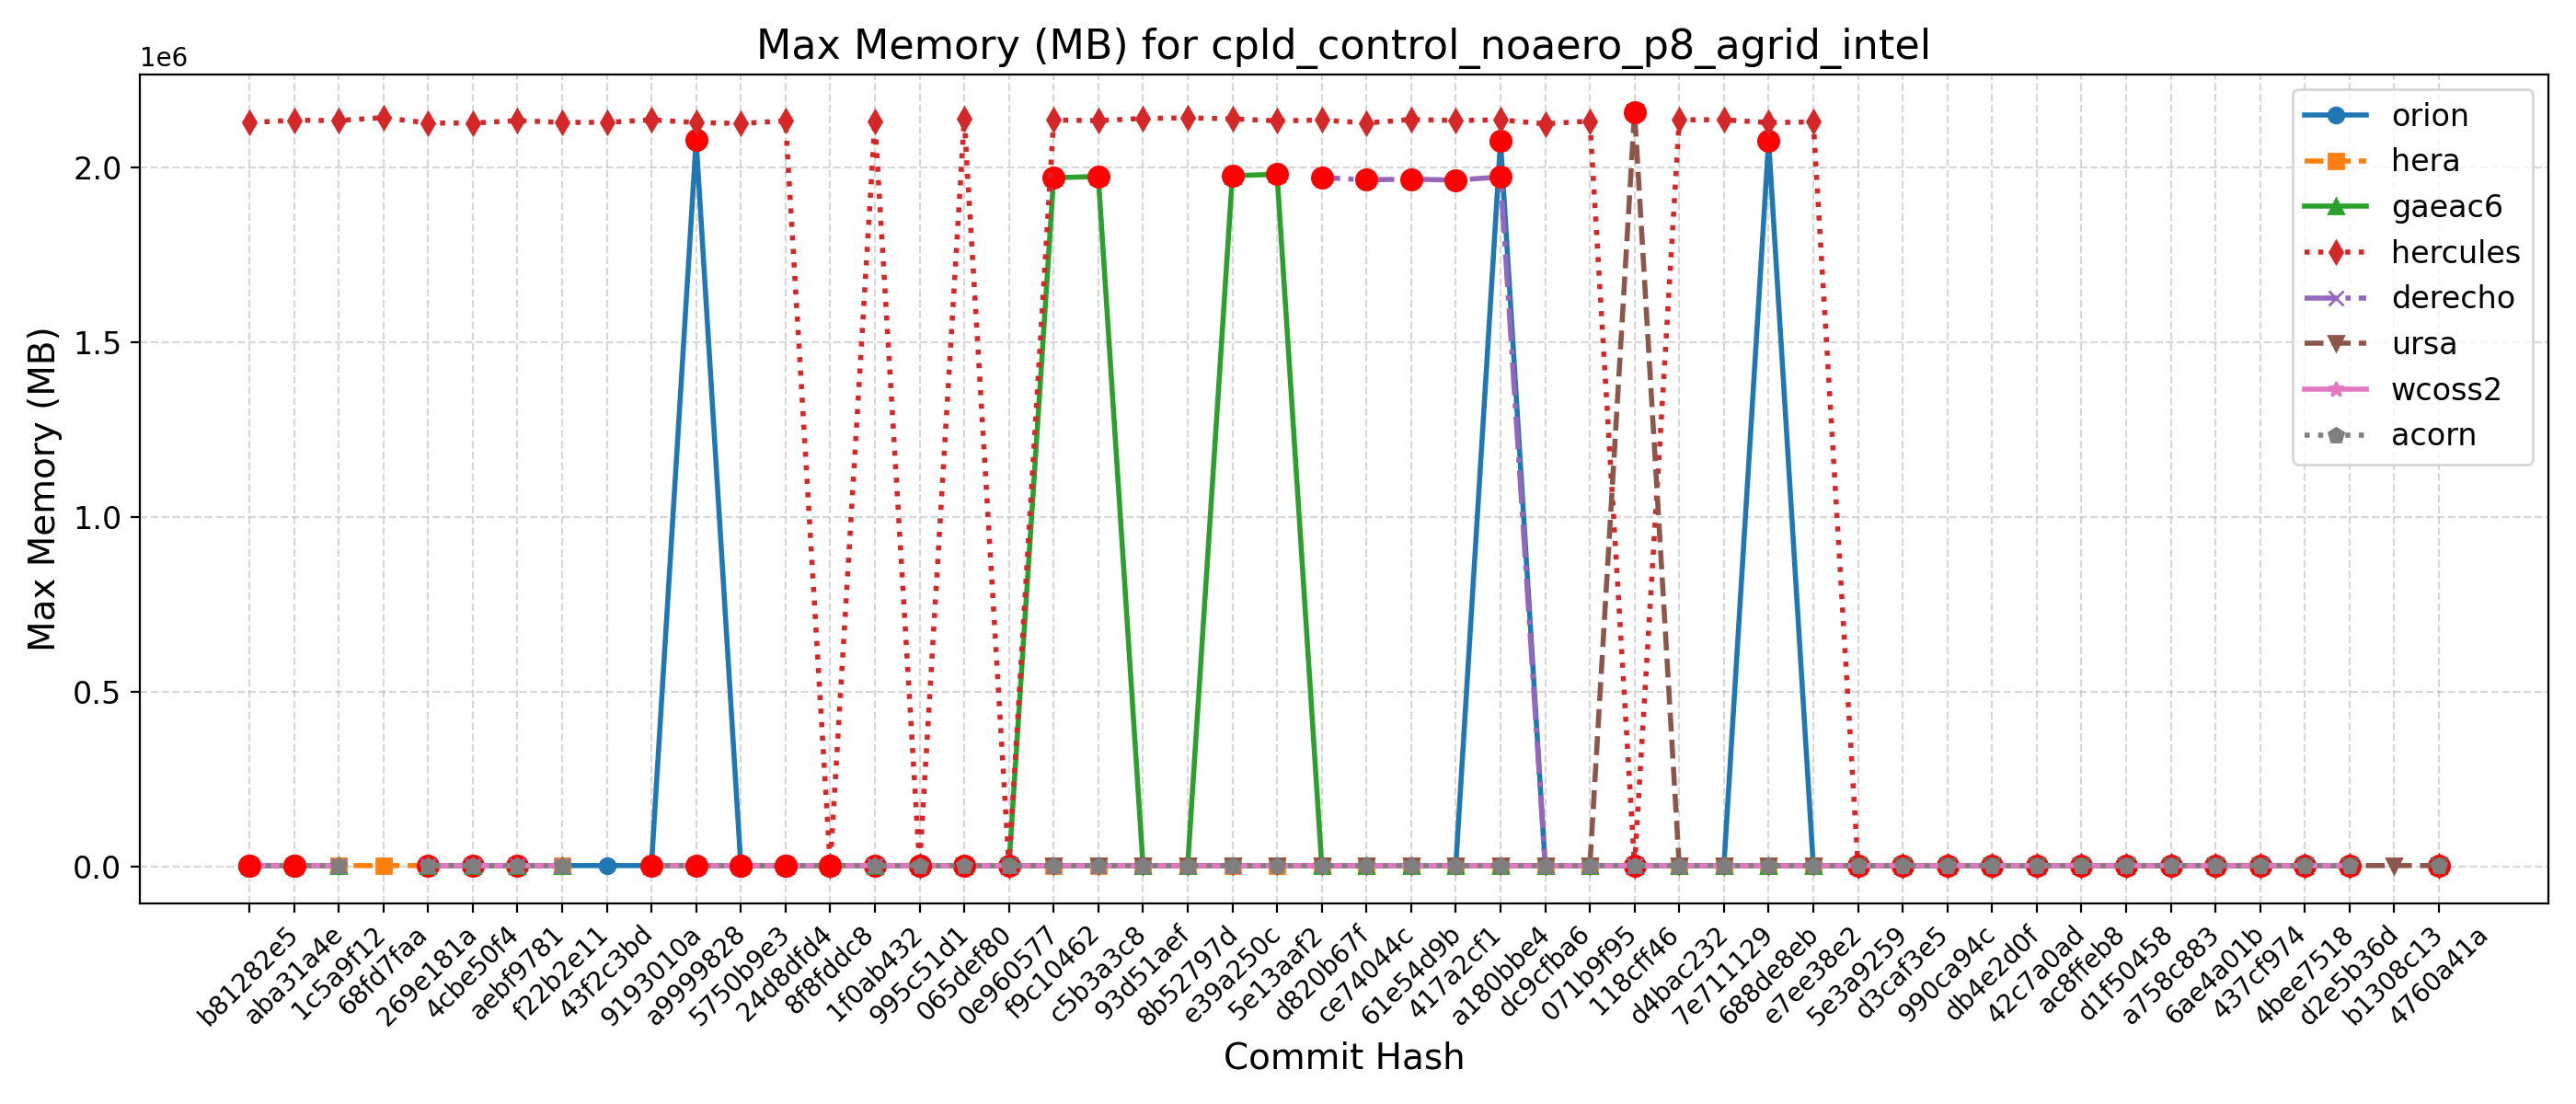 Max Memory (MB) for cpld_control_noaero_p8_agrid_intel
1e6
2.0
1.5
1.0
0.5
0.0
Max Memory (MB)
orion
hera
gaeac6
hercules
derecho
ursa
wcoss2
acorn
b81282e5
aba31a4e
1c5a9f12
68fd7faa
269e181a
4cbe50f4
aebf9781
f22b2e11
43f2c3bd
9193010a
a9999828
5750b9e3
24d8dfd4
8f8fddc8
1f0ab432
995c51d1
065def80
0e960577
f9c10462
c5b3a3c8
93d51aef
8b52797d
e39a250c
5e13aaf2
d820b67f
ce74044c
61e54d9b
417a2cf1
a180bbe4
dc9cfba6
071b9f95
118cff46
d4bac232
7e711129
688de8eb
e7ee38e2
5e3a9259
d3caf3e5
990ca94c
db4e2d0f
42c7a0ad
ac8ffeb8
d1f50458
a758c883
6ae4a01b
437cf974
4bee7518
d2e5b36d
b1308c13
4760a41a
Commit Hash